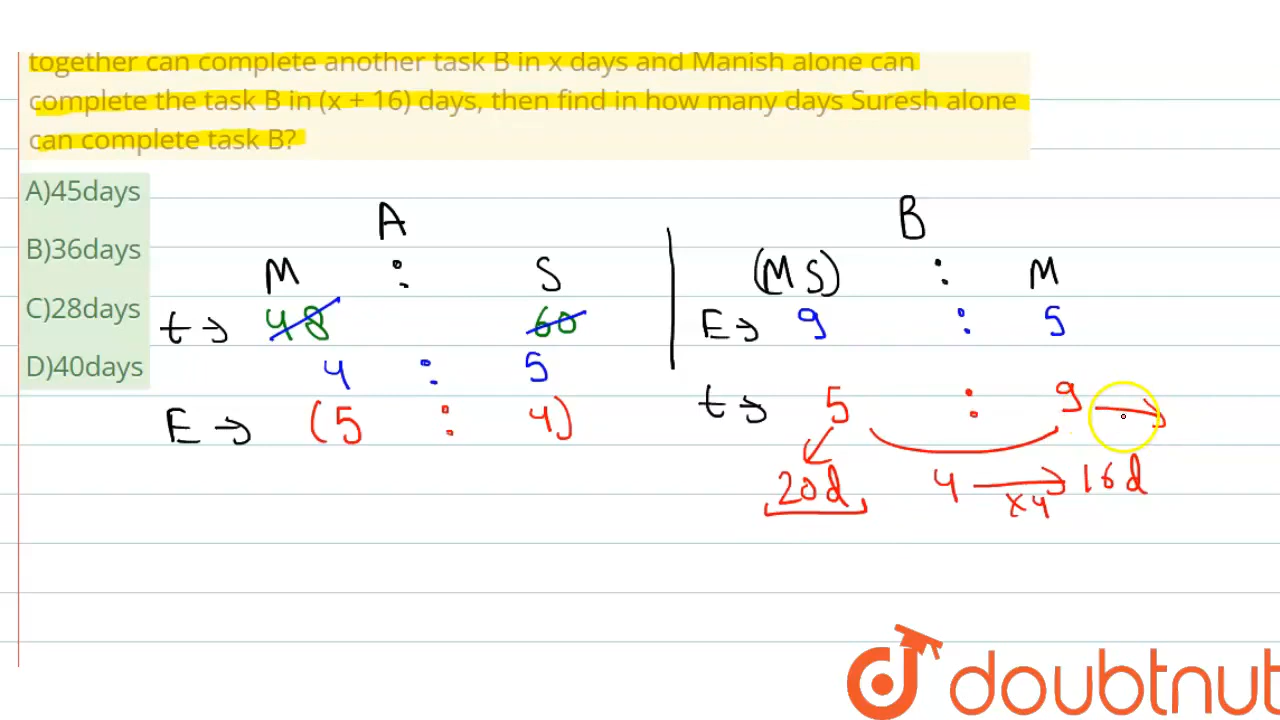 together can complete another task B in x days and Manish alone can
complete the task B in (x + 16) days, then find in how many days Suresh alone
can complete task B?
A)45days
B)36days
C)28days
D)40days
A
M : S
t → 48 60
4 : 5
E → (5 : 4)
B
(M S) : M
E → 9 : 5
t → 5 : 9 →
20d 4 → 16d
x4
doubtnut